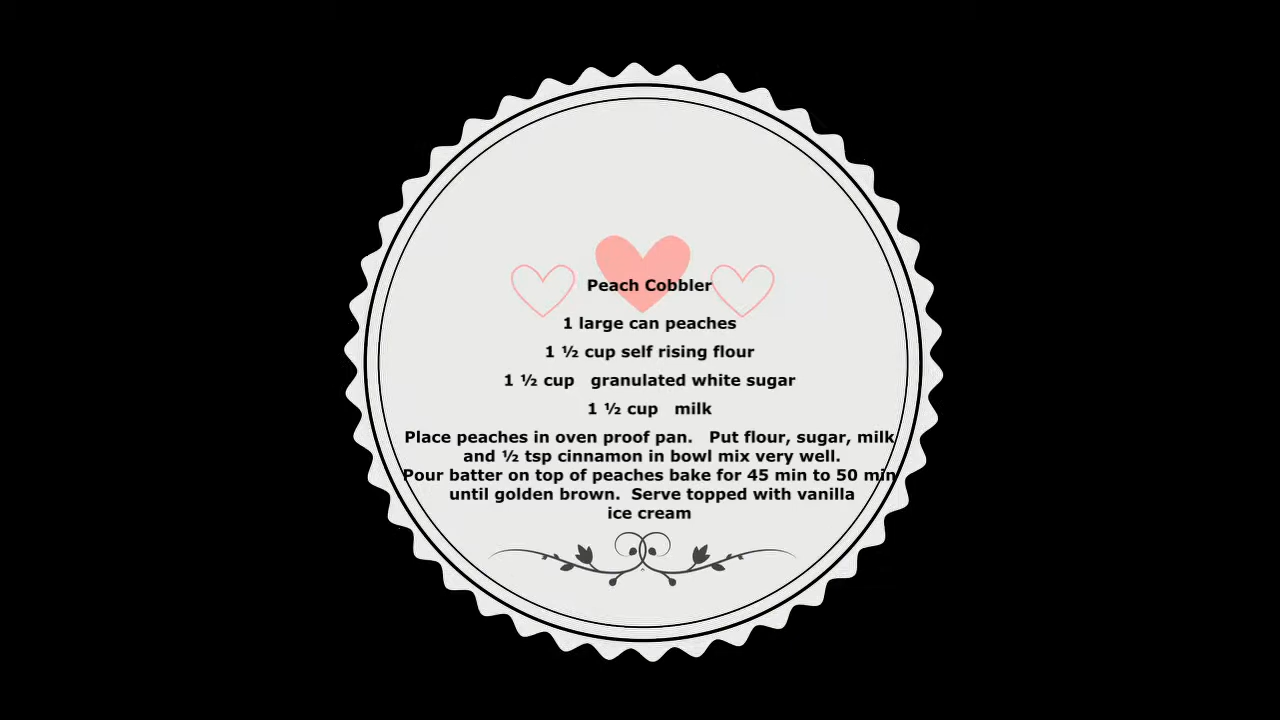 Peach Cobbler
1 large can peaches
1 ½ cup self rising flour
1 ½ cup granulated white sugar
1 ½ cup milk
Place peaches in oven proof pan. Put flour, sugar, milk
and ½ tsp cinnamon in bowl mix very well.
Pour batter on top of peaches bake for 45 min to 50 min
until golden brown. Serve topped with vanilla
ice cream